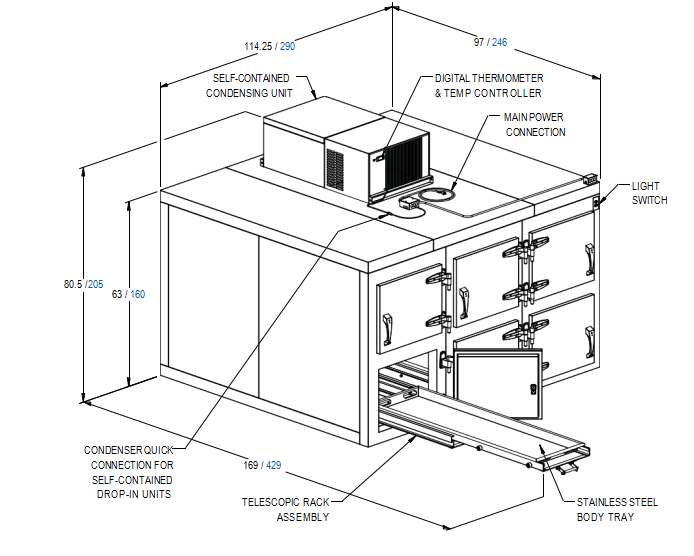 114.25 / 290
97 / 246
SELF-CONTAINED
CONDENSING UNIT
DIGITAL THERMOMETER
& TEMP CONTROLLER
MAIN POWER
CONNECTION
LIGHT
SWITCH
80.5 /205
63 / 160
CONDENSER QUICK
CONNECTION FOR
SELF-CONTAINED
DROP-IN UNITS
169 / 429
TELESCOPIC RACK
ASSEMBLY
STAINLESS STEEL
BODY TRAY